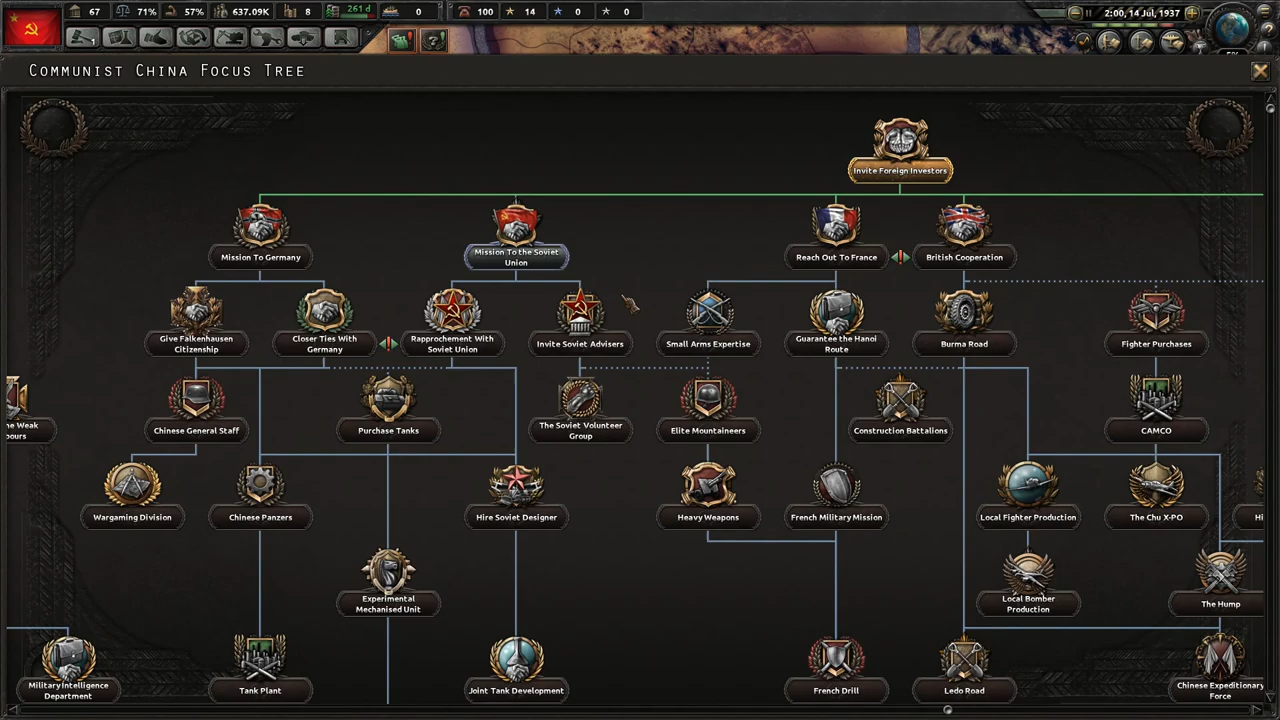 67 71% 57% 637.09K 8 261 d 0 100 14 0 0 2:00, 14 Jul, 1937
1
Communist China Focus Tree
Invite Foreign Investors
Mission To Germany
Mission To the Soviet
Union
Reach Out To France
British Cooperation
Give Falkenhausen
Citizenship
Closer Ties With
Germany
Rapprochement With
Soviet Union
Invite Soviet Advisers
Small Arms Expertise
Guarantee the Hanoi
Route
Burma Road
Fighter Purchases
he Weak
bours
Chinese General Staff
Purchase Tanks
The Soviet Volunteer
Group
Elite Mountaineers
Construction Battalions
CAMCO
Wargaming Division
Chinese Panzers
Hire Soviet Designer
Heavy Weapons
French Military Mission
Local Fighter Production
The Chu X-PO
Hi
Experimental
Mechanised Unit
Local Bomber
Production
The Hump
Military Intelligence
Department
Tank Plant
Joint Tank Development
French Drill
Ledo Road
Chinese Expeditionary
Force